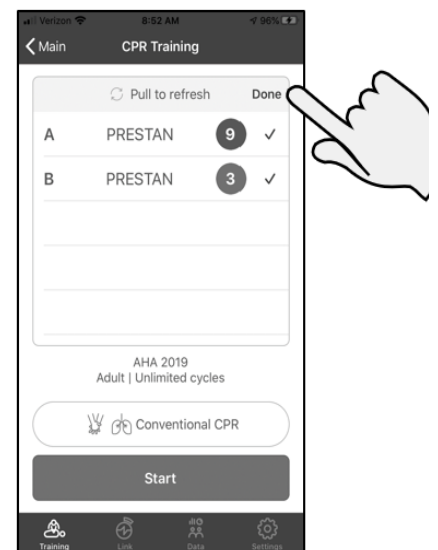 Verizon 8:52 AM 96%
Main CPR Training
Pull to refresh Done
A PRESTAN 9
B PRESTAN 3
AHA 2019
Adult | Unlimited cycles
Conventional CPR
Start
Training Link Data Settings